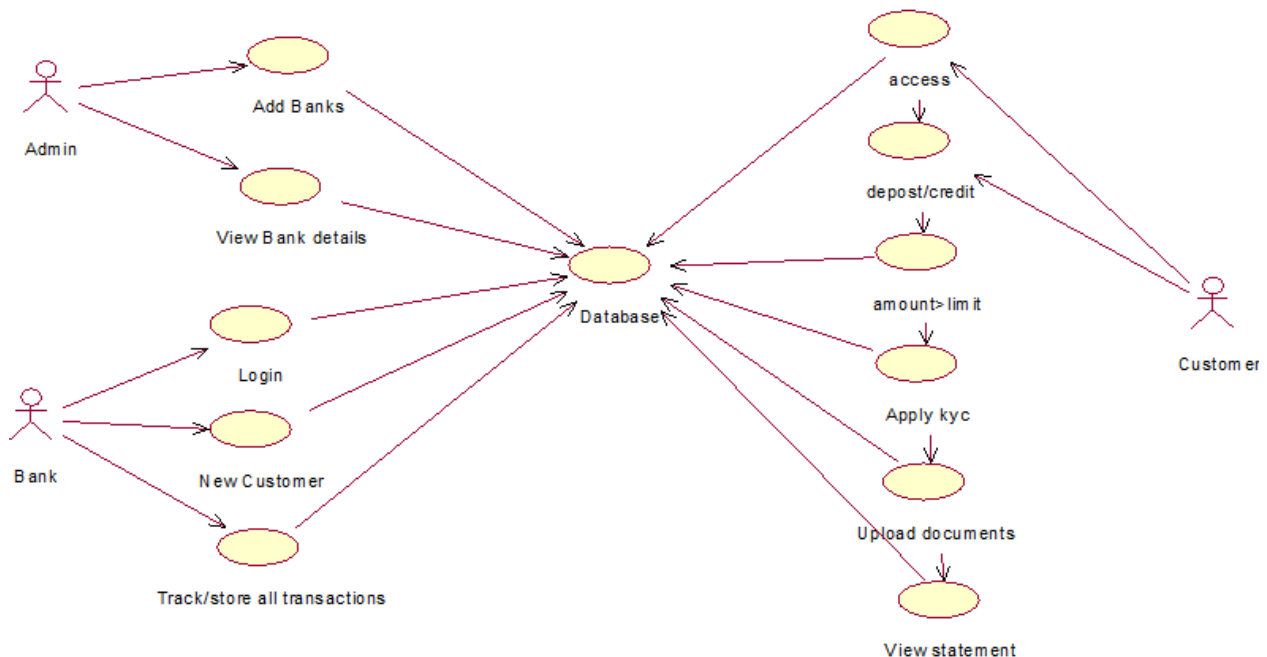 access
Add Banks
Admin
depost/credit
View Bank details
amount>limit
Database
Customer
Login
Apply kyc
Bank
New Customer
Upload documents
Track/store all transactions
View statement